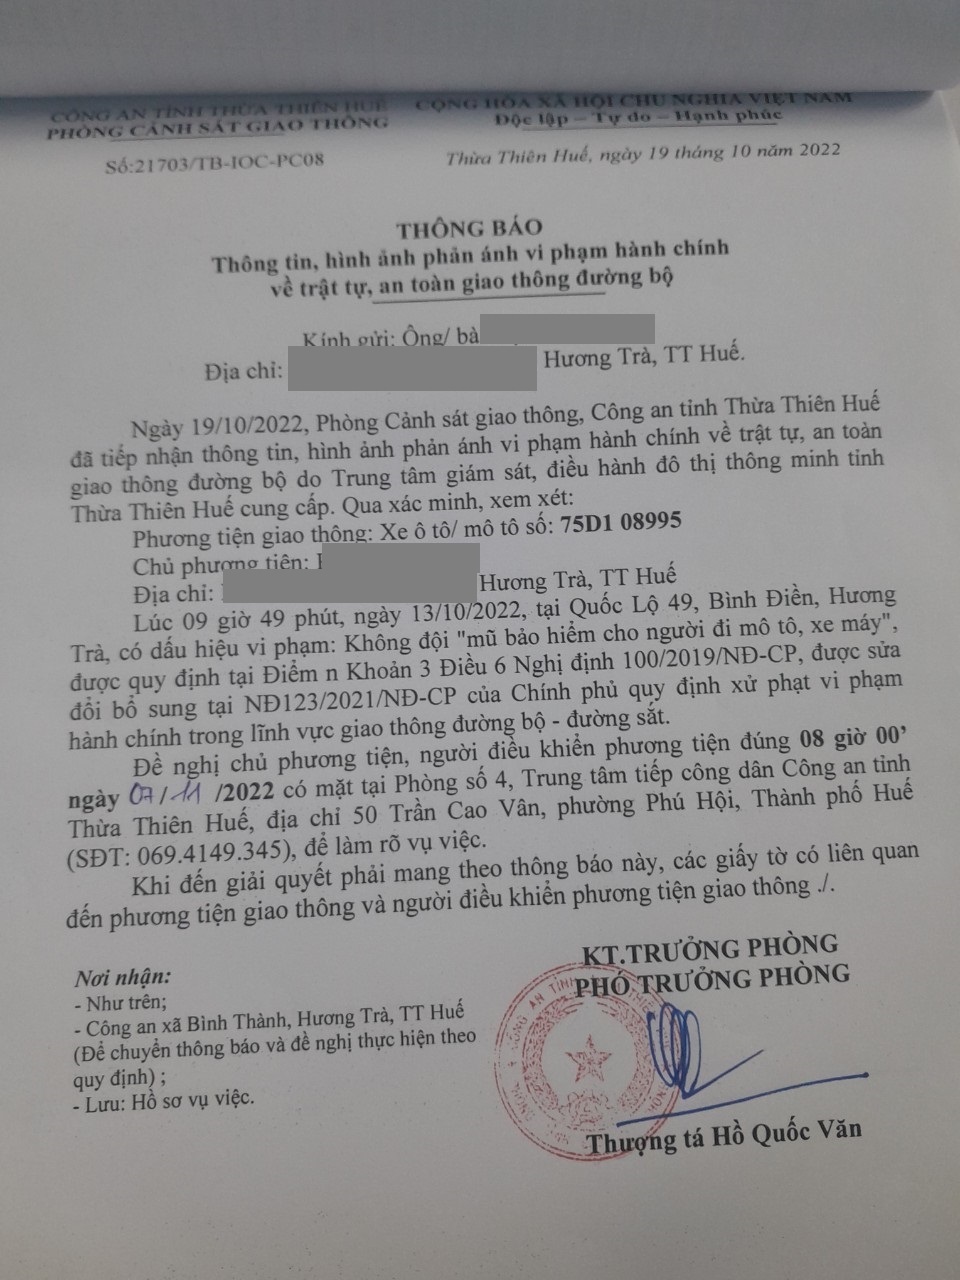 CÔNG AN TỈNH THỪA THIÊN HUẾ
PHÒNG CẢNH SÁT GIAO THÔNG
CỘNG HÒA XÃ HỘI CHỦ NGHĨA VIỆT NAM
Độc lập – Tự do – Hạnh phúc
Số:21703/TB-IOC-PC08
Thừa Thiên Huế, ngày 19 tháng 10 năm 2022
THÔNG BÁO
Thông tin, hình ảnh phản ánh vi phạm hành chính
về trật tự, an toàn giao thông đường bộ
Kính gửi: Ông/ bà
Địa chỉ: Hương Trà, TT Huế.
Ngày 19/10/2022, Phòng Cảnh sát giao thông, Công an tỉnh Thừa Thiên Huế
đã tiếp nhận thông tin, hình ảnh phản ánh vi phạm hành chính về trật tự, an toàn
giao thông đường bộ do Trung tâm giám sát, điều hành đô thị thông minh tỉnh
Thừa Thiên Huế cung cấp. Qua xác minh, xem xét:
Phương tiện giao thông: Xe ô tô/ mô tô số: 75D1 08995
Chủ phương tiện:
Địa chỉ: Hương Trà, TT Huế
Lúc 09 giờ 49 phút, ngày 13/10/2022, tại Quốc Lộ 49, Bình Điền, Hương
Trà, có dấu hiệu vi phạm: Không đội "mũ bảo hiểm cho người đi mô tô, xe máy",
được quy định tại Điểm n Khoản 3 Điều 6 Nghị định 100/2019/NĐ-CP, được sửa
đổi bổ sung tại NĐ123/2021/NĐ-CP của Chính phủ quy định xử phạt vi phạm
hành chính trong lĩnh vực giao thông đường bộ - đường sắt.
Đề nghị chủ phương tiện, người điều khiển phương tiện đúng 08 giờ 00’
ngày 07/11/2022 có mặt tại Phòng số 4, Trung tâm tiếp công dân Công an tỉnh
Thừa Thiên Huế, địa chỉ 50 Trần Cao Vân, phường Phú Hội, Thành phố Huế
(SĐT: 069.4149.345), để làm rõ vụ việc.
Khi đến giải quyết phải mang theo thông báo này, các giấy tờ có liên quan
đến phương tiện giao thông và người điều khiển phương tiện giao thông ./.
KT.TRƯỞNG PHÒNG
PHÓ TRƯỞNG PHÒNG
Nơi nhận:
- Như trên;
- Công an xã Bình Thành, Hương Trà, TT Huế
(Để chuyển thông báo và đề nghị thực hiện theo
quy định) ;
- Lưu: Hồ sơ vụ việc.
Thượng tá Hồ Quốc Văn